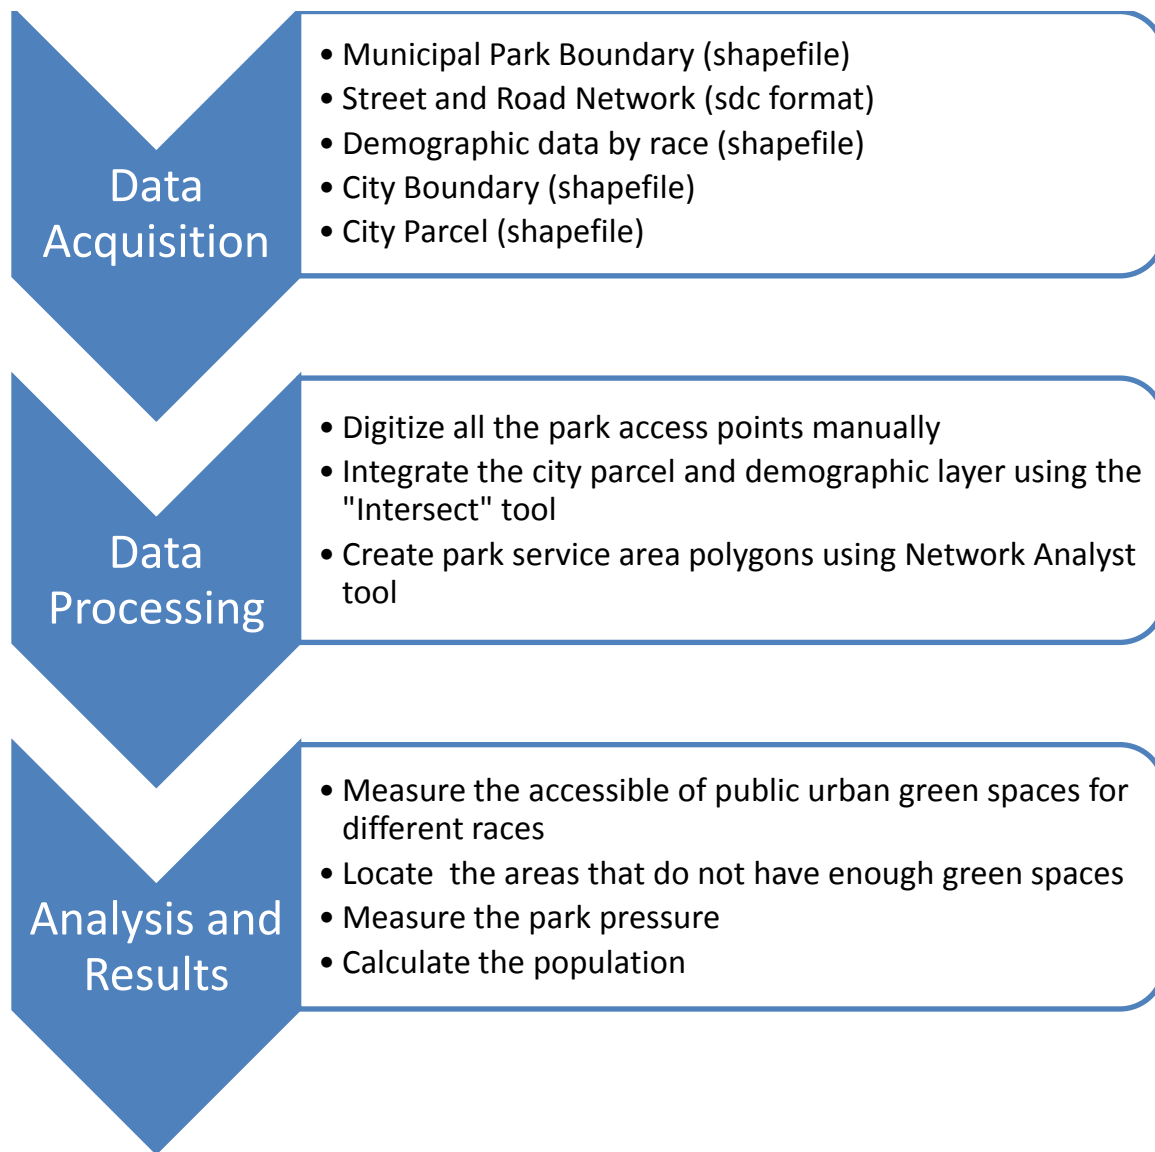 Data
Acquisition
• Municipal Park Boundary (shapefile)
• Street and Road Network (sdc format)
• Demographic data by race (shapefile)
• City Boundary (shapefile)
• City Parcel (shapefile)
Data
Processing
• Digitize all the park access points manually
• Integrate the city parcel and demographic layer using the
"Intersect" tool
• Create park service area polygons using Network Analyst
tool
Analysis and
Results
• Measure the accessible of public urban green spaces for
different races
• Locate  the areas that do not have enough green spaces
• Measure the park pressure
• Calculate the population